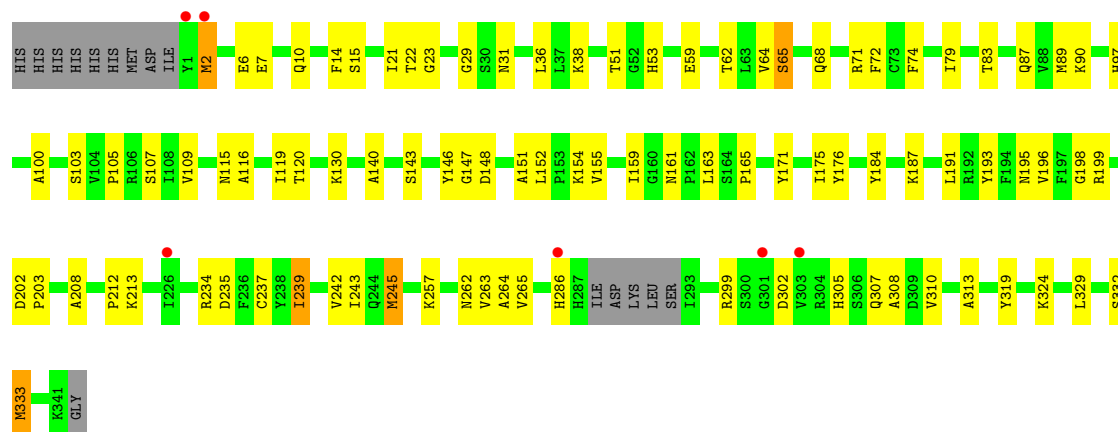 HIS HIS HIS HIS HIS HIS MET ASP ILE Y1 M2 E6 E7 Q10 F14 S15 I21 T22 G23 G29 S30 N31 L36 L37 K38 T51 G52 H53 E59 T62 L63 V64 S65 Q68 R71 F72 C73 F74 I79 T83 Q87 V88 M89 K90 H97
A100 S103 V104 P105 R106 S107 I108 V109 N115 A116 I119 T120 K130 A140 S143 Y146 G147 D148 A151 L152 P153 K154 V155 I159 G160 N161 P162 L163 S164 P165 Y171 I175 Y176 Y184 K187 L191 R192 Y193 F194 N195 V196 F197 G198 R199
D202 P203 A208 P212 K213 I226 R234 D235 F236 C237 Y238 I239 V242 I243 Q244 M245 K257 N262 V263 A264 V265 H286 H287 ILE ASP LYS LEU SER I293 R299 S300 G301 D302 V303 R304 H305 S306 Q307 A308 D309 V310 A313 Y319 K324 L329 S332
M333 K341 GLY